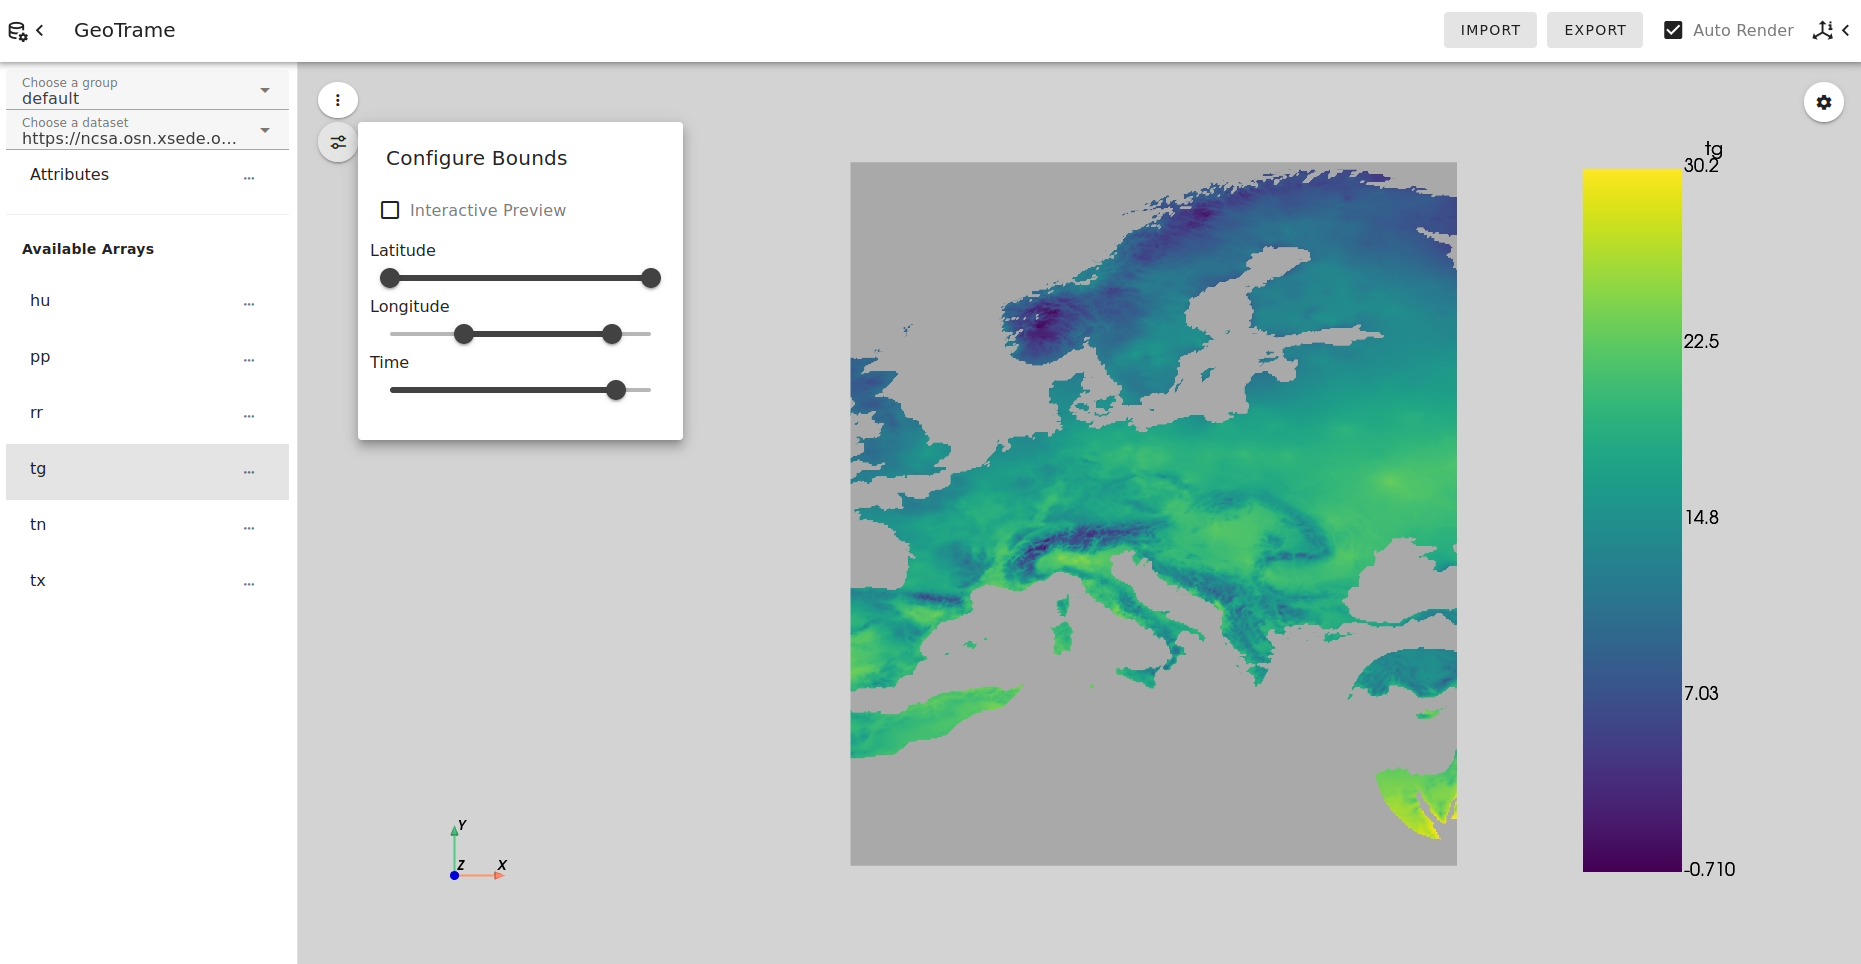 GeoTrame
IMPORT
EXPORT
Auto Render
Choose a group
default
Choose a dataset
https://ncsa.osn.xsede.o...
Attributes
...
Available Arrays
hu
...
pp
...
rr
...
tg
...
tn
...
tx
...
Configure Bounds
Interactive Preview
Latitude
Longitude
Time
tg
30.2
22.5
14.8
7.03
-0.710
Y
Z
X